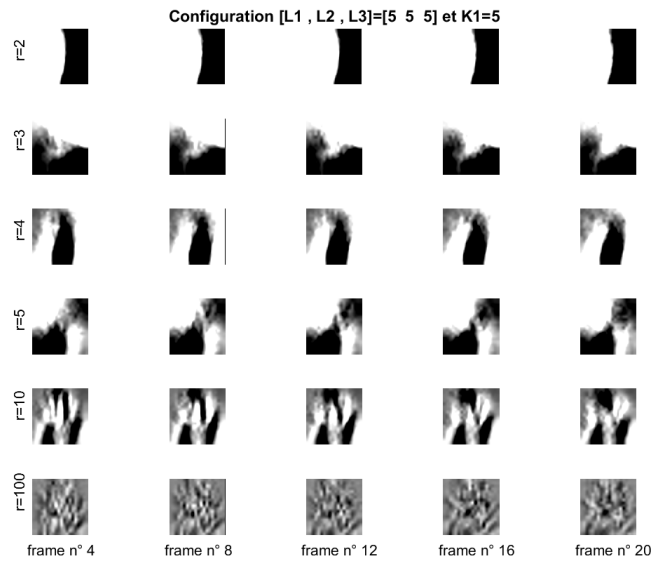 Configuration [L1 , L2 , L3]=[5 5 5] et K1=5
r=2
r=3
r=4
r=5
r=10
r=100
frame n° 4 frame n° 8 frame n° 12 frame n° 16 frame n° 20